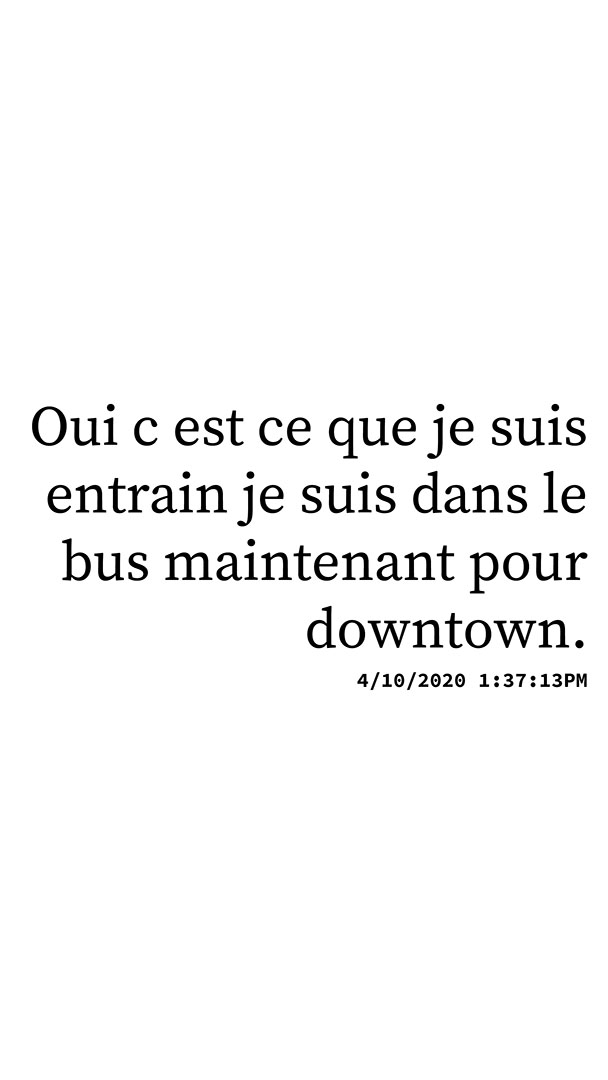 Oui c est ce que je suis
entrain je suis dans le
bus maintenant pour
downtown.
4/10/2020 1:37:13PM